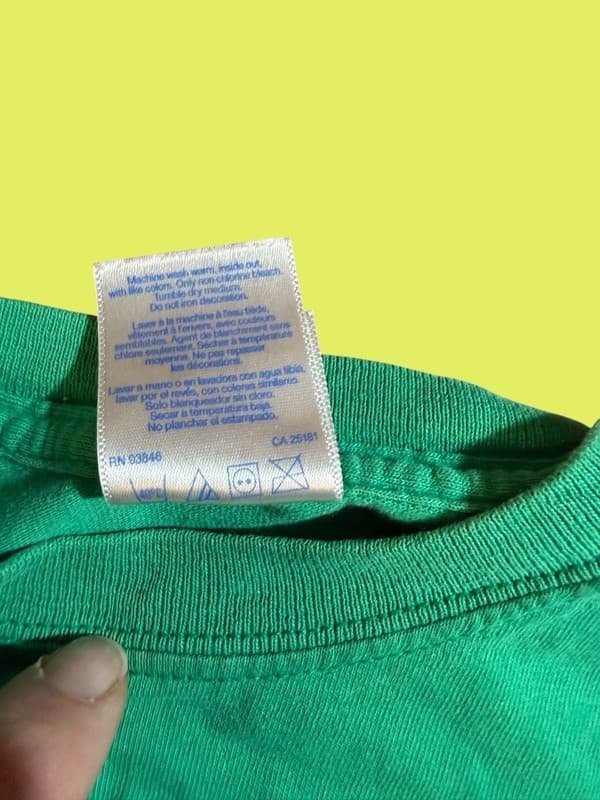 Machine wash warm, inside out,
with like colors. Only non-chlorine bleach.
Tumble dry medium.
Do not iron decoration.
Laver à la machine à l'eau tiède,
vêtement à l'envers, avec couleurs
semblables. Agent de blanchiment sans
chlore seulement. Sécher à température
moyenne. Ne pas repasser
les décorations.
Lavar a mano o en lavadora con agua tibia,
lavar por el revés, con colores similares.
Solo blanqueador sin cloro.
Secar a temperatura baja.
No planchar el estampado.
RN 93846
CA 25181
40°C